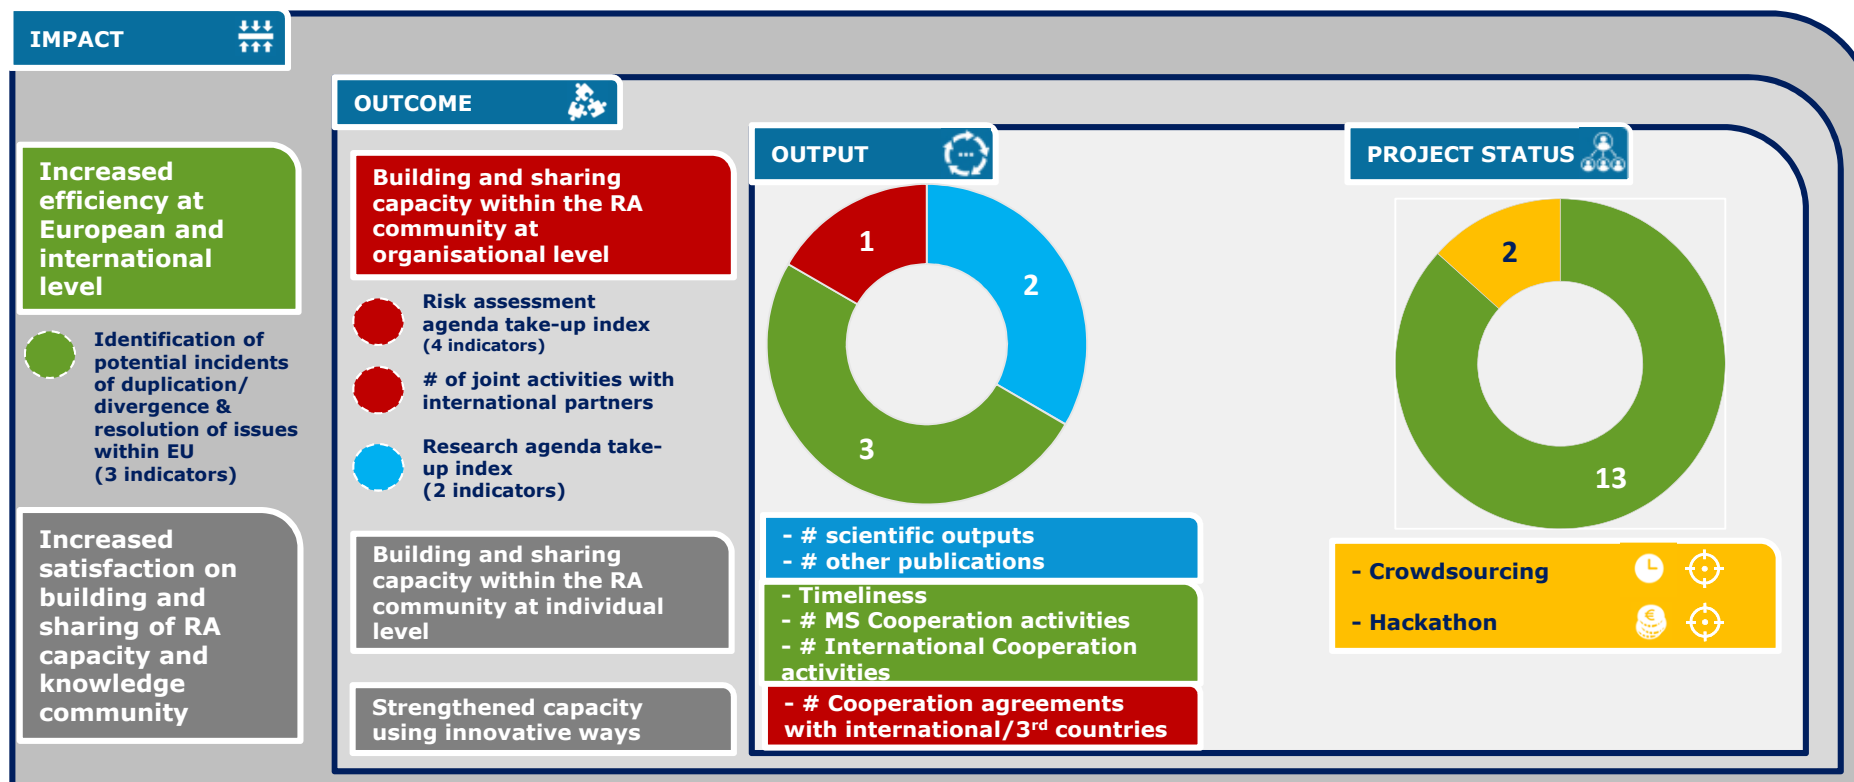 IMPACT
Increased
efficiency at
European and
international
level
Identification of
potential incidents
of duplication/
divergence &
resolution of issues
within EU
(3 indicators)
Increased
satisfaction on
building and
sharing of RA
capacity and
knowledge
community
OUTCOME
Building and sharing
capacity within the RA
community at
organisational level
Risk assessment
agenda take-up index
(4 indicators)
# of joint activities with
international partners
Research agenda take-
up index
(2 indicators)
Building and sharing
capacity within the RA
community at individual
level
Strengthened capacity
using innovative ways
OUTPUT
1
2
3
- # scientific outputs
- # other publications
- Timeliness
- # MS Cooperation activities
- # International Cooperation
activities
- # Cooperation agreements
with international/3rd countries
PROJECT STATUS
2
13
- Crowdsourcing
- Hackathon
€